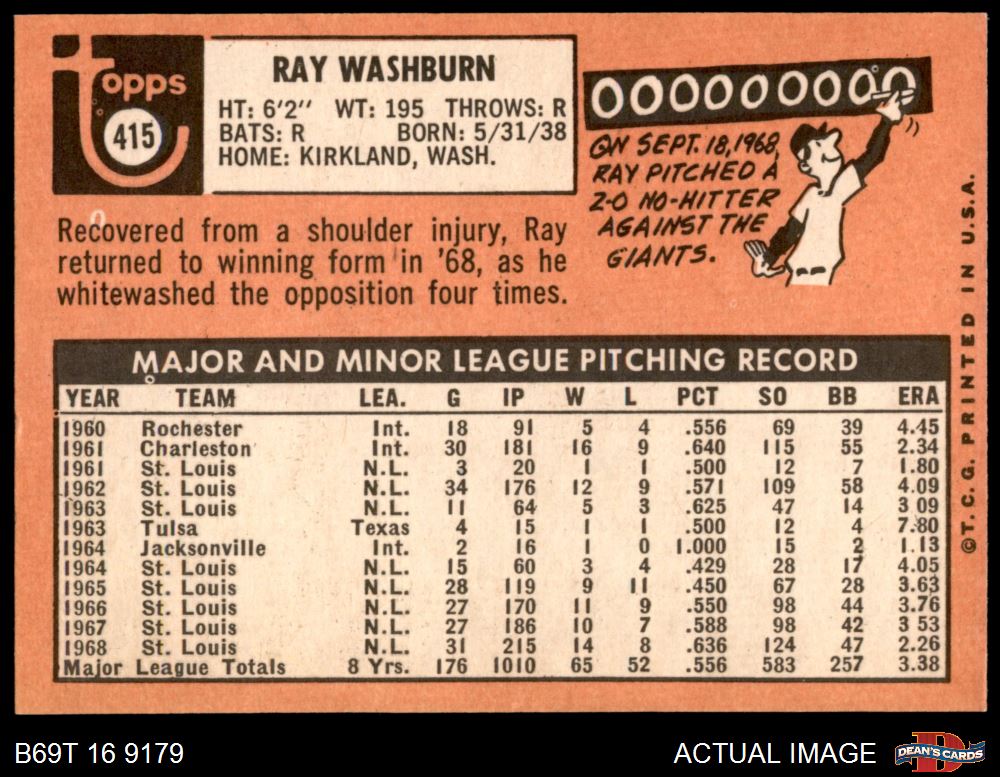 topps
415
RAY WASHBURN
HT: 6'2" WT: 195 THROWS: R
BATS: R BORN: 5/31/38
HOME: KIRKLAND, WASH.
000000000
ON SEPT. 18, 1968,
RAY PITCHED A
2-0 NO-HITTER
AGAINST THE
GIANTS.
Recovered from a shoulder injury, Ray
returned to winning form in '68, as he
whitewashed the opposition four times.
MAJOR AND MINOR LEAGUE PITCHING RECORD
YEAR TEAM LEA. G IP W L PCT SO BB ERA
1960 Rochester Int. 18 91 5 4 .556 69 39 4.45
1961 Charleston Int. 30 181 16 9 .640 115 55 2.34
1961 St. Louis N.L. 3 20 1 1 .500 12 7 1.80
1962 St. Louis N.L. 34 176 12 9 .571 109 58 4.09
1963 St. Louis N.L. 11 64 5 3 .625 47 14 3.09
1963 Tulsa Texas 4 15 1 1 .500 12 4 7.80
1964 Jacksonville Int. 2 16 1 0 1.000 15 2 1.13
1964 St. Louis N.L. 15 60 3 4 .429 28 17 4.05
1965 St. Louis N.L. 28 119 9 11 .450 67 28 3.63
1966 St. Louis N.L. 27 170 11 9 .550 98 44 3.76
1967 St. Louis N.L. 27 186 10 7 .588 98 42 3.53
1968 St. Louis N.L. 31 215 14 8 .636 124 47 2.26
Major League Totals 8 Yrs. 176 1010 65 52 .556 583 257 3.38
©T.C.G. PRINTED IN U.S.A.
B69T 16 9179
ACTUAL IMAGE
D
DEAN'S CARDS